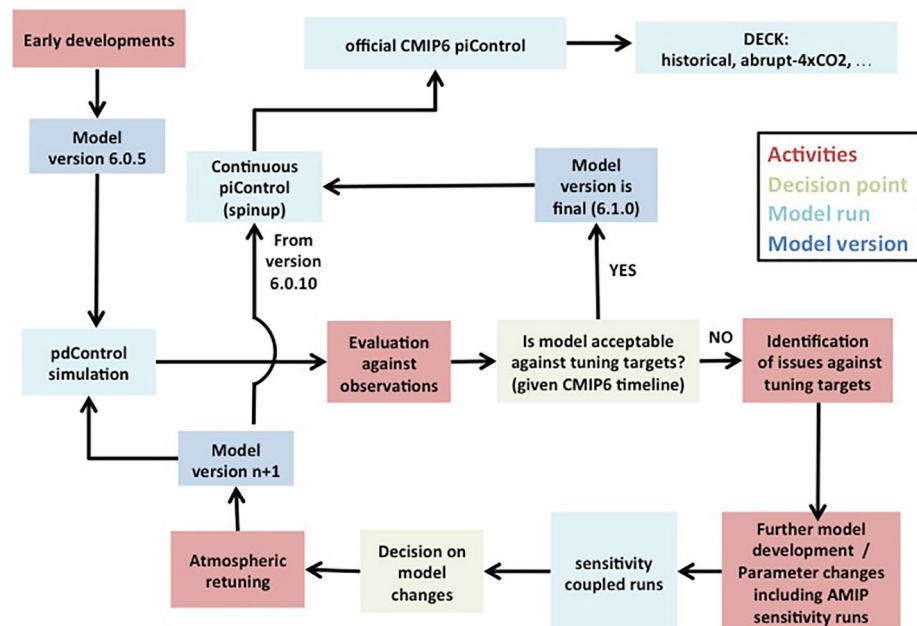 Early developments
official CMIP6 piControl
DECK:
historical, abrupt-4xCO2, ...
Model
version 6.0.5
Continuous
piControl
(spinup)
Model
version is
final (6.1.0)
Activities
Decision point
Model run
Model version
From
version
6.0.10
YES
pdControl
simulation
Evaluation
against
observations
Is model acceptable
against tuning targets?
(given CMIP6 timeline)
NO
Identification
of issues against
tuning targets
Model
version n+1
Atmospheric
retuning
Decision on
model
changes
sensitivity
coupled runs
Further model
development /
Parameter changes
including AMIP
sensitivity runs